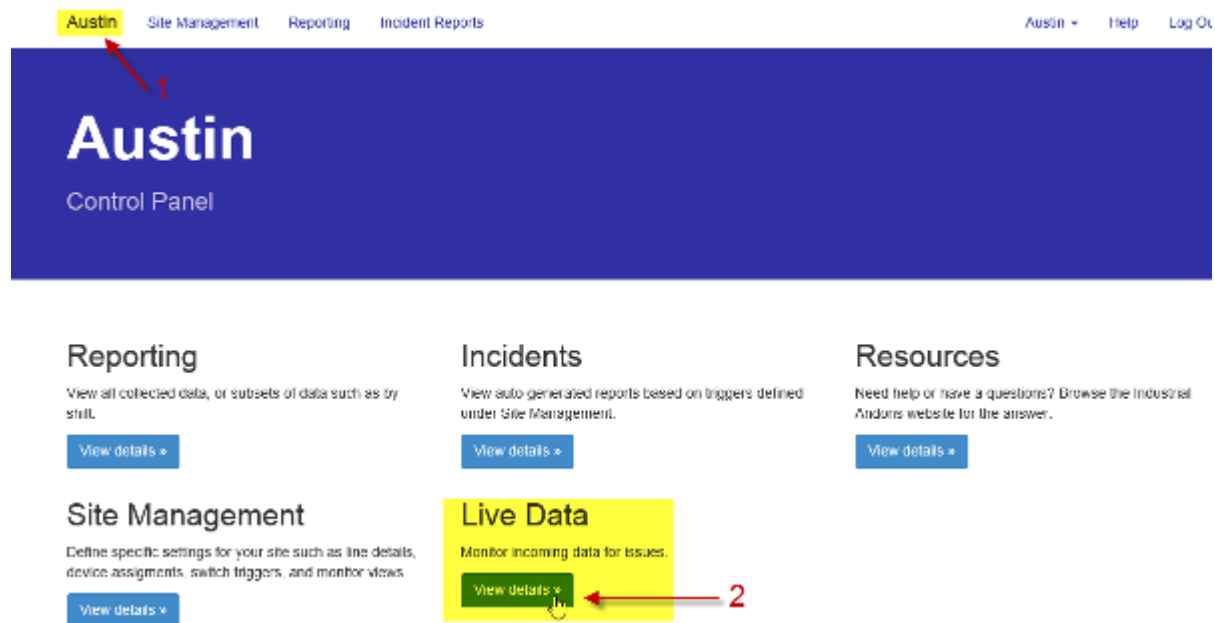 Austin Site Management Reporting Incident Reports Austin Help Log Ou
1
Austin
Control Panel
Reporting
View all collected data, or subsets of data such as by
shift.
View details »
Incidents
View auto-generated reports based on triggers defined
under Site Management.
View details »
Resources
Need help or have a questions? Browse the Industrial
Andons website for the answer.
View details »
Site Management
Define specific settings for your site such as line details,
device assigments, switch triggers, and monitor views.
View details »
Live Data
Monitor incoming data for issues.
View details »
2